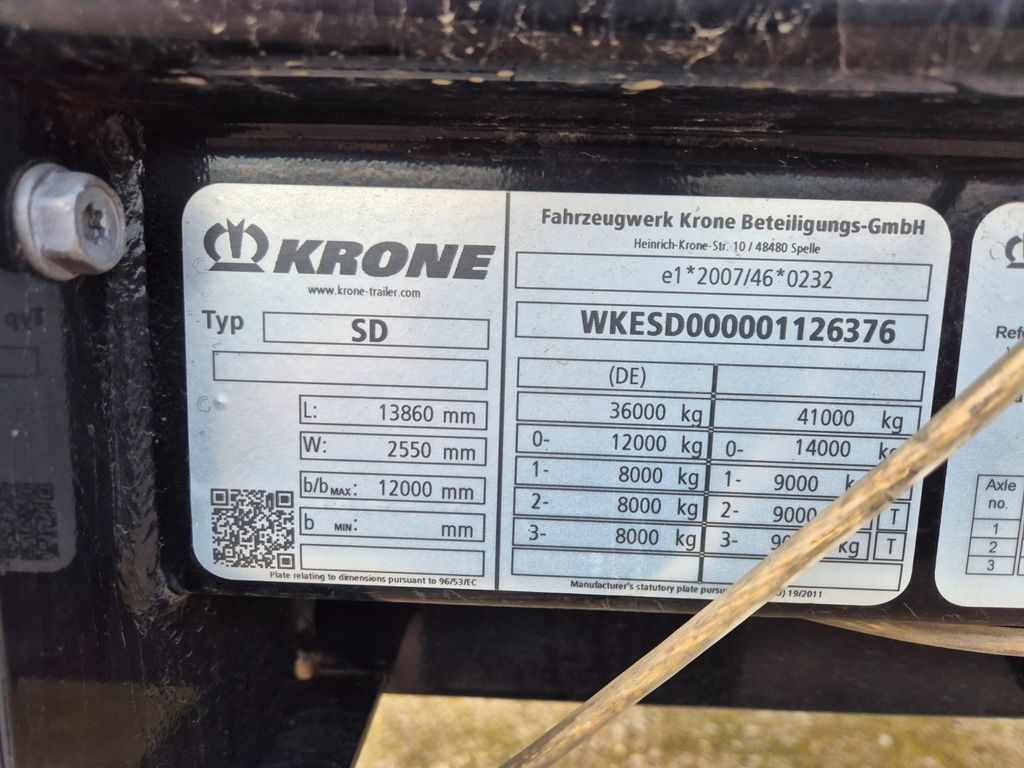 KRONE
www.krone-trailer.com
Typ SD
L: 13860 mm
W: 2550 mm
b/b MAX: 12000 mm
b MIN: mm
Plate relating to dimensions pursuant to 96/53/EC
Fahrzeugwerk Krone Beteiligungs-GmbH
Heinrich-Krone-Str. 10 / 48480 Spelle
e1*2007/46*0232
WKESD000001126376
(DE)
36000 kg 41000 kg
0- 12000 kg 0- 14000
1- 8000 kg 1- 9000
2- 8000 kg 2- 9000 T
3- 8000 kg 3- kg T
Manufacturer's statutory plate 19/2011
Axle
no.
1
2
3